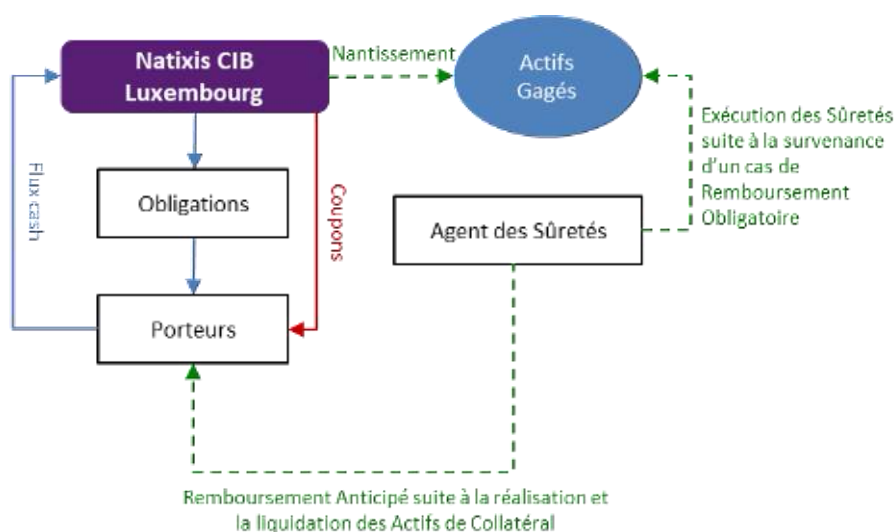 Natixis CIB
Luxembourg
Nantissement
Actifs
Gagés
Exécution des Sûretés
suite à la survenance
d'un cas de
Remboursement
Obligatoire
Flux cash
Obligations
Coupons
Agent des Sûretés
Porteurs
Remboursement Anticipé suite à la réalisation et
la liquidation des Actifs de Collatéral